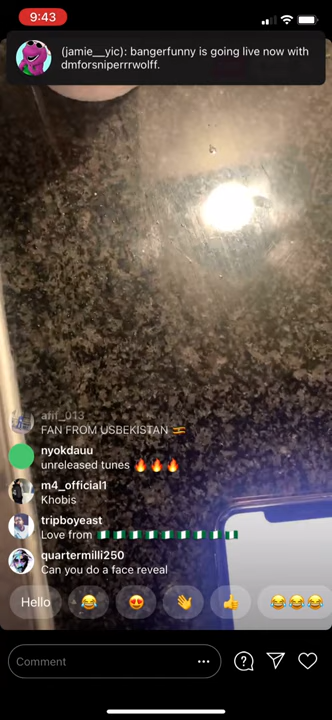 9:43
(jamie__yic): bangerfunny is going live now with
dmforsniperrrwolff.
afif_013
FAN FROM USBEKISTAN
nyokdauu
unreleased tunes 🔥🔥🔥
m4_official1
Khobis
tripboyeast
Love from 🇳🇬🇳🇬🇳🇬🇳🇬🇳🇬🇳🇬🇳🇬🇳🇬🇳🇬
quartermilli250
Can you do a face reveal
Hello 😂 😍 👋 👍 😂😂😂
Comment